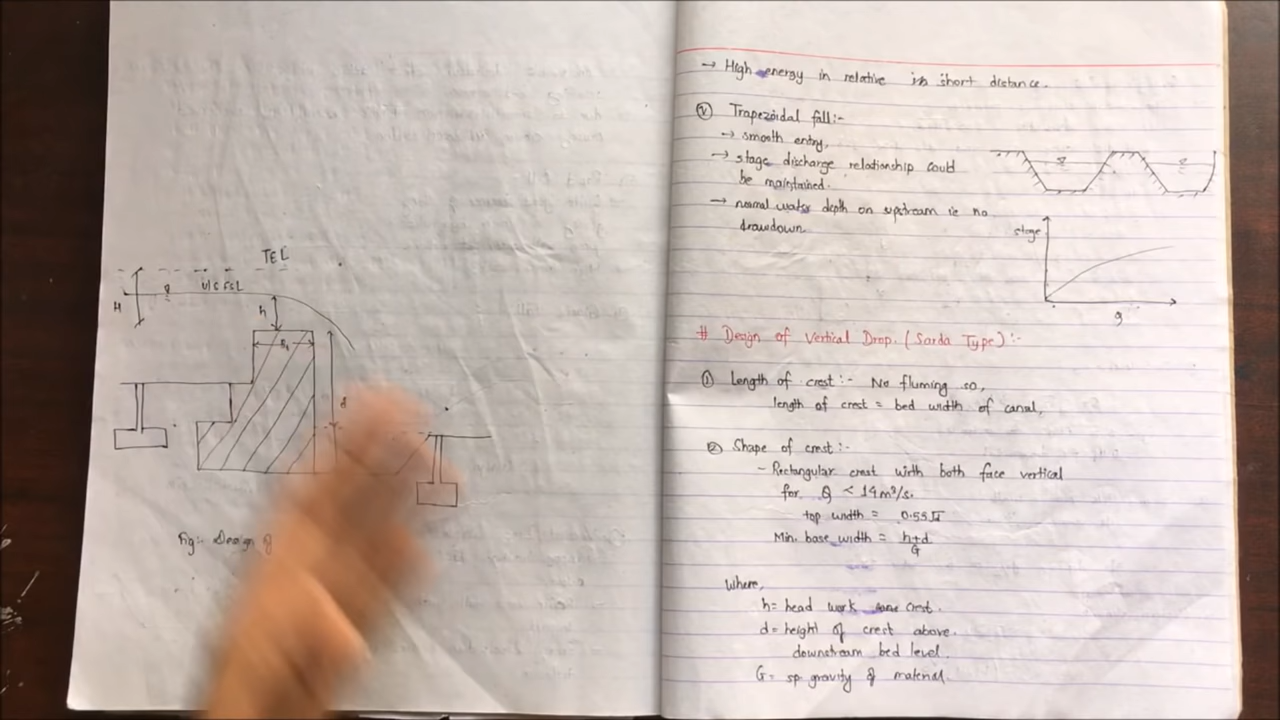 TEL
U/S FSL
H
h
B₁
d
Fig:- Design of
→ High energy in relative in short distance.
Ⓥ Trapezoidal fall:-
→ smooth entry,
→ stage discharge relationship could
be maintained.
→ normal water depth on upstream ie no
drawdown
stage
# Design of Vertical Drop. (Sarda Type):-
① Length of crest:- No fluming so,
length of crest = bed width of canal,
② Shape of crest:-
- Rectangular crest with both face vertical
for Q < 14m³/s.
top width = 0.55√d
Min. base width = h+d/G
Where,
h = head work crest.
d = height of crest above
downstream bed level.
G = sp. gravity of material.